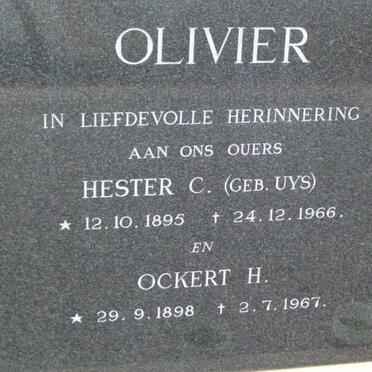 OLIVIER
IN LIEFDEVOLLE HERINNERING
AAN ONS OUERS
HESTER C. (GEB. UYS)
★ 12.10.1895 † 24.12.1966.
EN
OCKERT H.
★ 29.9.1898 † 2.7.1967.